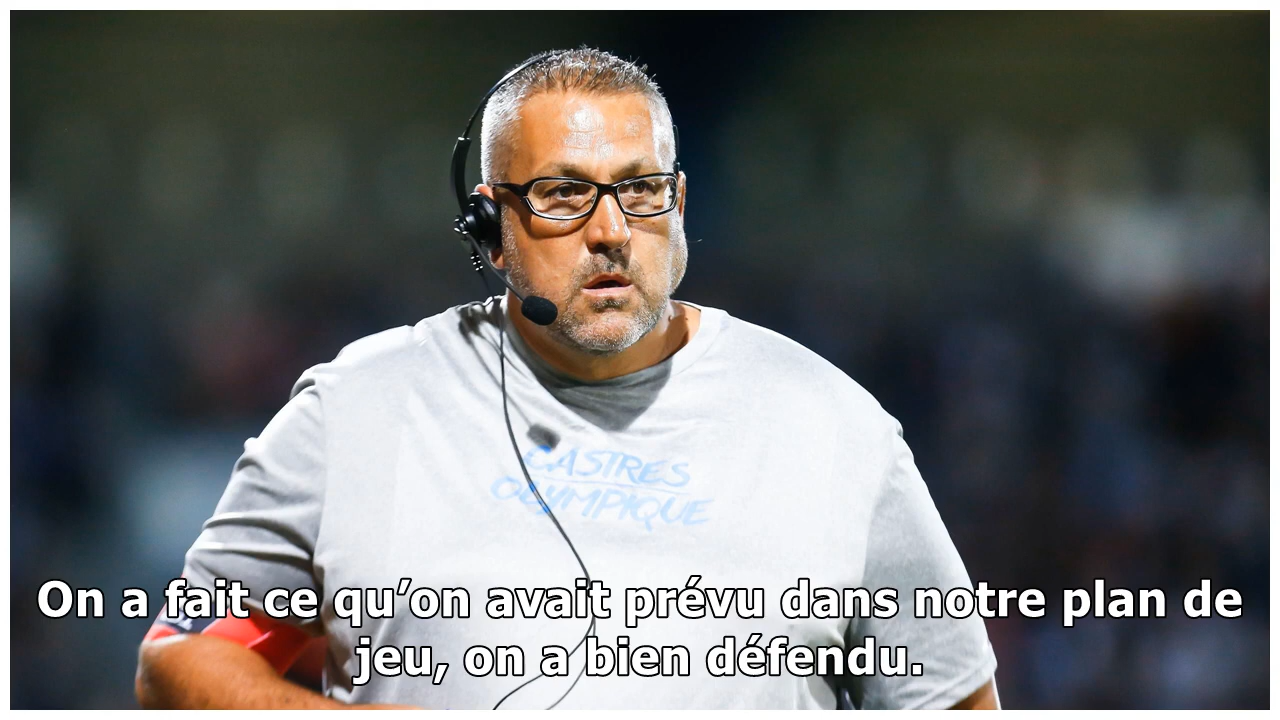 CASTRES
OLYMPIQUE
On a fait ce qu’on avait prévu dans notre plan de
jeu, on a bien défendu.